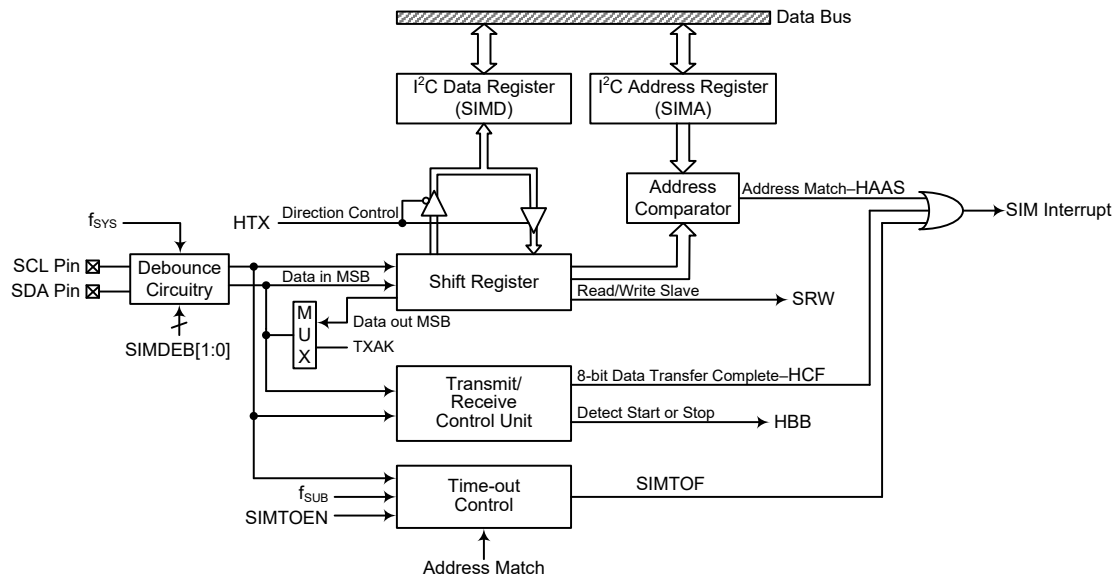 Data Bus
I²C Data Register
(SIMD)
I²C Address Register
(SIMA)
Address
Comparator
Address Match–HAAS
SIM Interrupt
HTX
Direction Control
fSYS
SCL Pin
SDA Pin
Debounce
Circuitry
SIMDEB[1:0]
Data in MSB
Shift Register
Read/Write Slave
SRW
M
U
X
Data out MSB
TXAK
Transmit/
Receive
Control Unit
8-bit Data Transfer Complete–HCF
Detect Start or Stop
HBB
fSUB
SIMTOEN
Time-out
Control
SIMTOF
Address Match